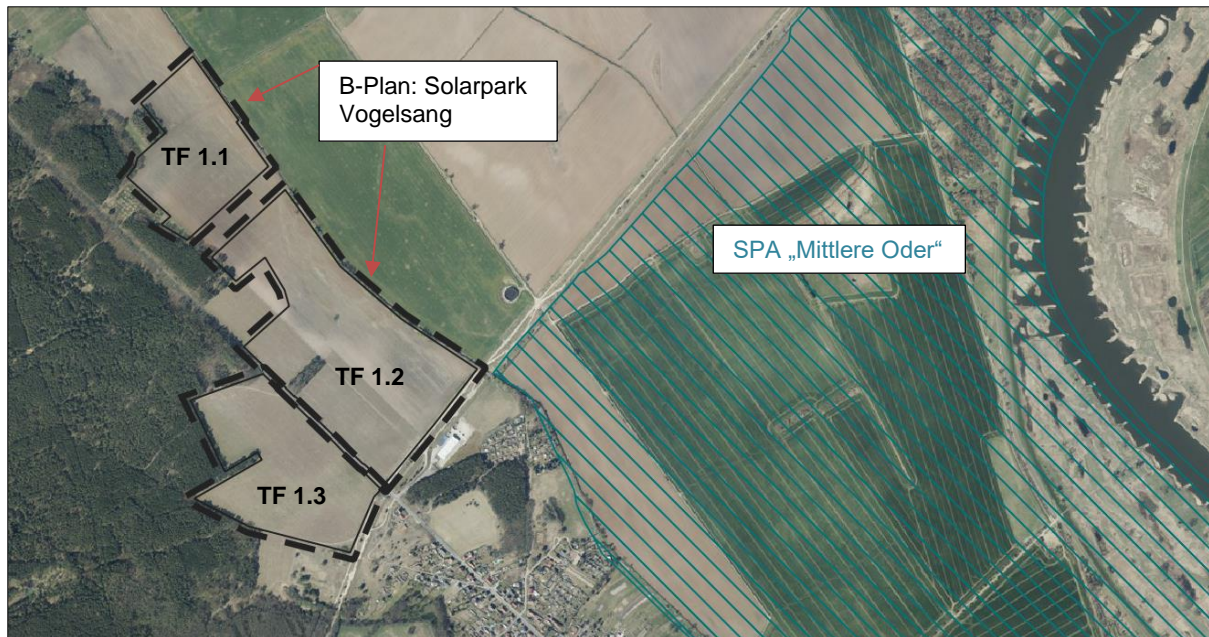 B-Plan: Solarpark
Vogelsang
TF 1.1
SPA „Mittlere Oder“
TF 1.2
TF 1.3